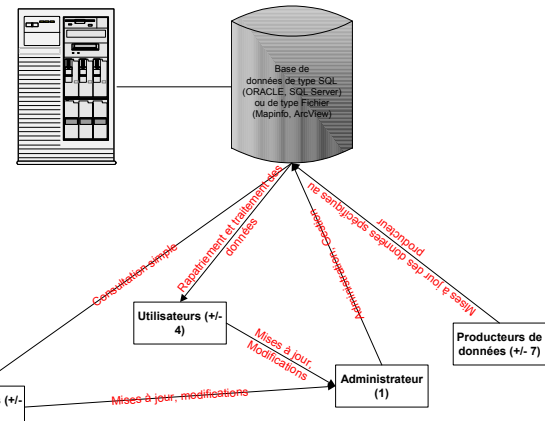 Base de
données de type SQL
(ORACLE, SQL Server)
ou de type Fichier
(Mapinfo, ArcView)
Consultation simple
Rapatriement et traitement des
données
Administration, Gestion
Mises à jour des données spécifiques au
producteur
Utilisateurs (+/-
4)
Mises à jour,
Modifications
Producteurs de
données (+/- 7)
Administrateur
(1)
(+/-
Mises à jour, modifications